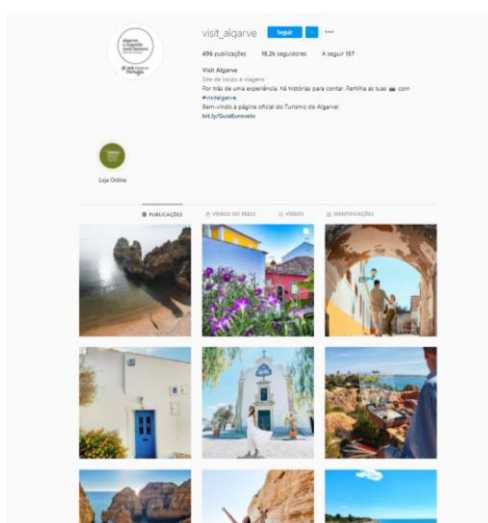 visit_algarve Seguir
496 publicações 18,2k seguidores A seguir 157
Visit Algarve
Site de locais e viagens
Por trás de uma experiência, há histórias para contar. Partilha as tuas 📷 com
#visitalgarve.
Bem-vindo à página oficial do Turismo do Algarve!
bit.ly/GuiaEurovelo
Loja Online
PUBLICAÇÕES VÍDEOS DO REELS VÍDEOS IDENTIFICAÇÕES